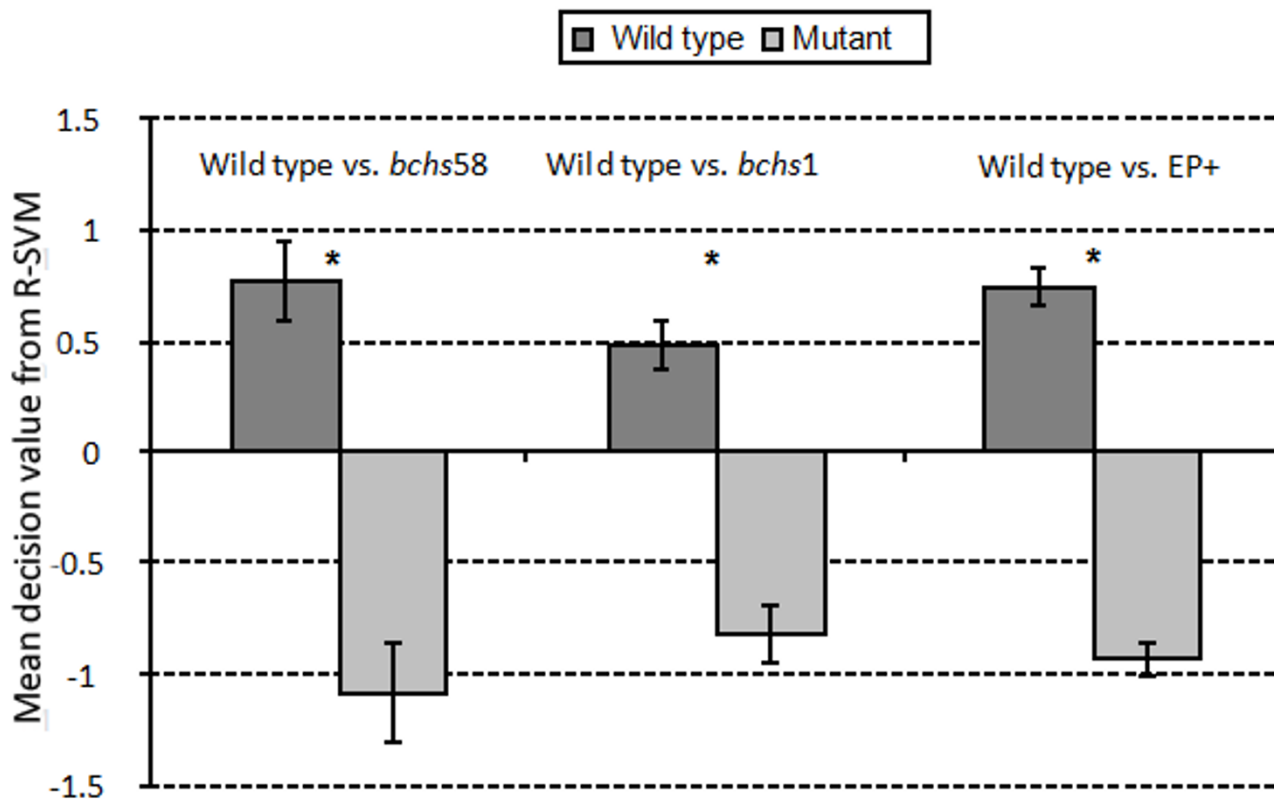 Wild type Mutant
1.5
Wild type vs. bchs58 Wild type vs. bchs1 Wild type vs. EP+
1
* * *
0.5
0
-0.5
-1
-1.5
Mean decision value from R-SVM